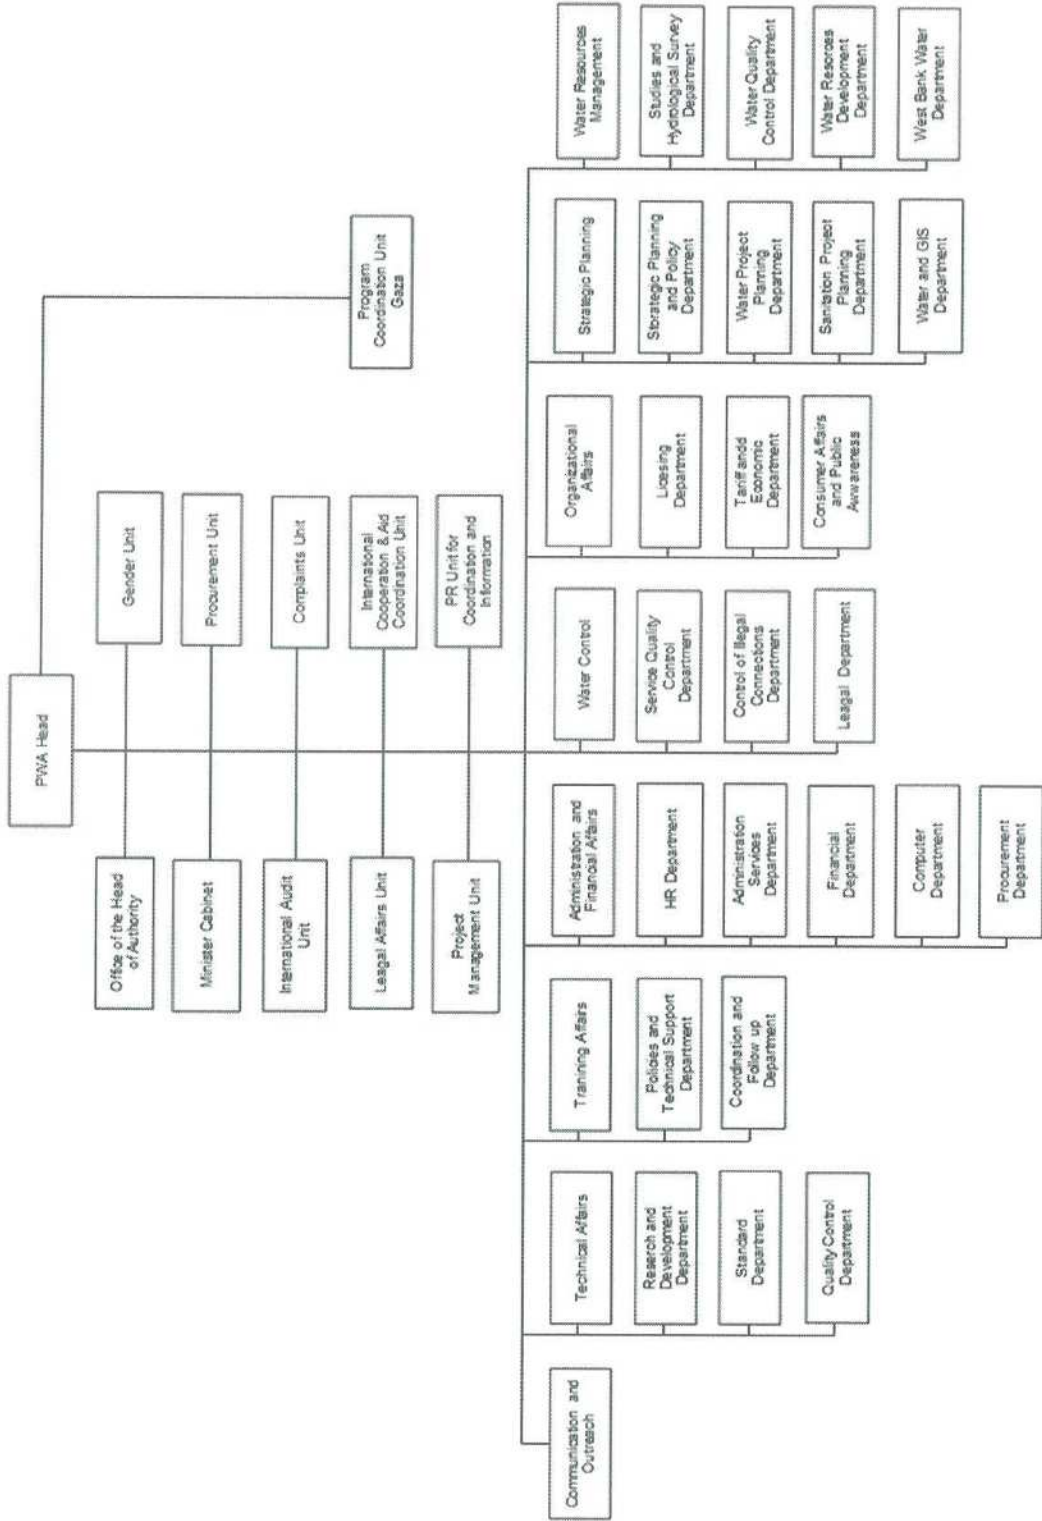 PWA Head
Program
Coordination Unit
Gaza
Office of the Head
of Authority
Gender Unit
Minister Cabinet
Procurement Unit
International Audit
Unit
Complaints Unit
Leagal Affairs Unit
International
Cooperation & Aid
Coordination Unit
Project
Management Unit
PR Unit for
Coordination and
Information
Communication and
Outreach
Technical Affairs
Reserch and
Development
Department
Standard
Department
Quality Control
Department
Tranining Affairs
Policies and
Technical Support
Department
Coordination and
Follow up
Department
Administration and
Financial Affairs
HR Department
Administration
Services
Department
Financial
Department
Computer
Department
Procurement
Department
Water Control
Service Quality
Control
Department
Control of Illegal
Connections
Department
Leagal Department
Organizational
Affairs
Licesing
Department
Tariff andd
Economic
Department
Consumer Affairs
and Public
Awwareness
Strategic Planning
Storategic Planning
and Policy
Department
Water Project
Planning
Department
Sanitation Project
Planning
Department
Water and GIS
Department
Water Resources
Management
Studies and
Hydrological Survey
Department
Water Quality
Control Department
Water Resorces
Development
Department
West Bank Water
Department